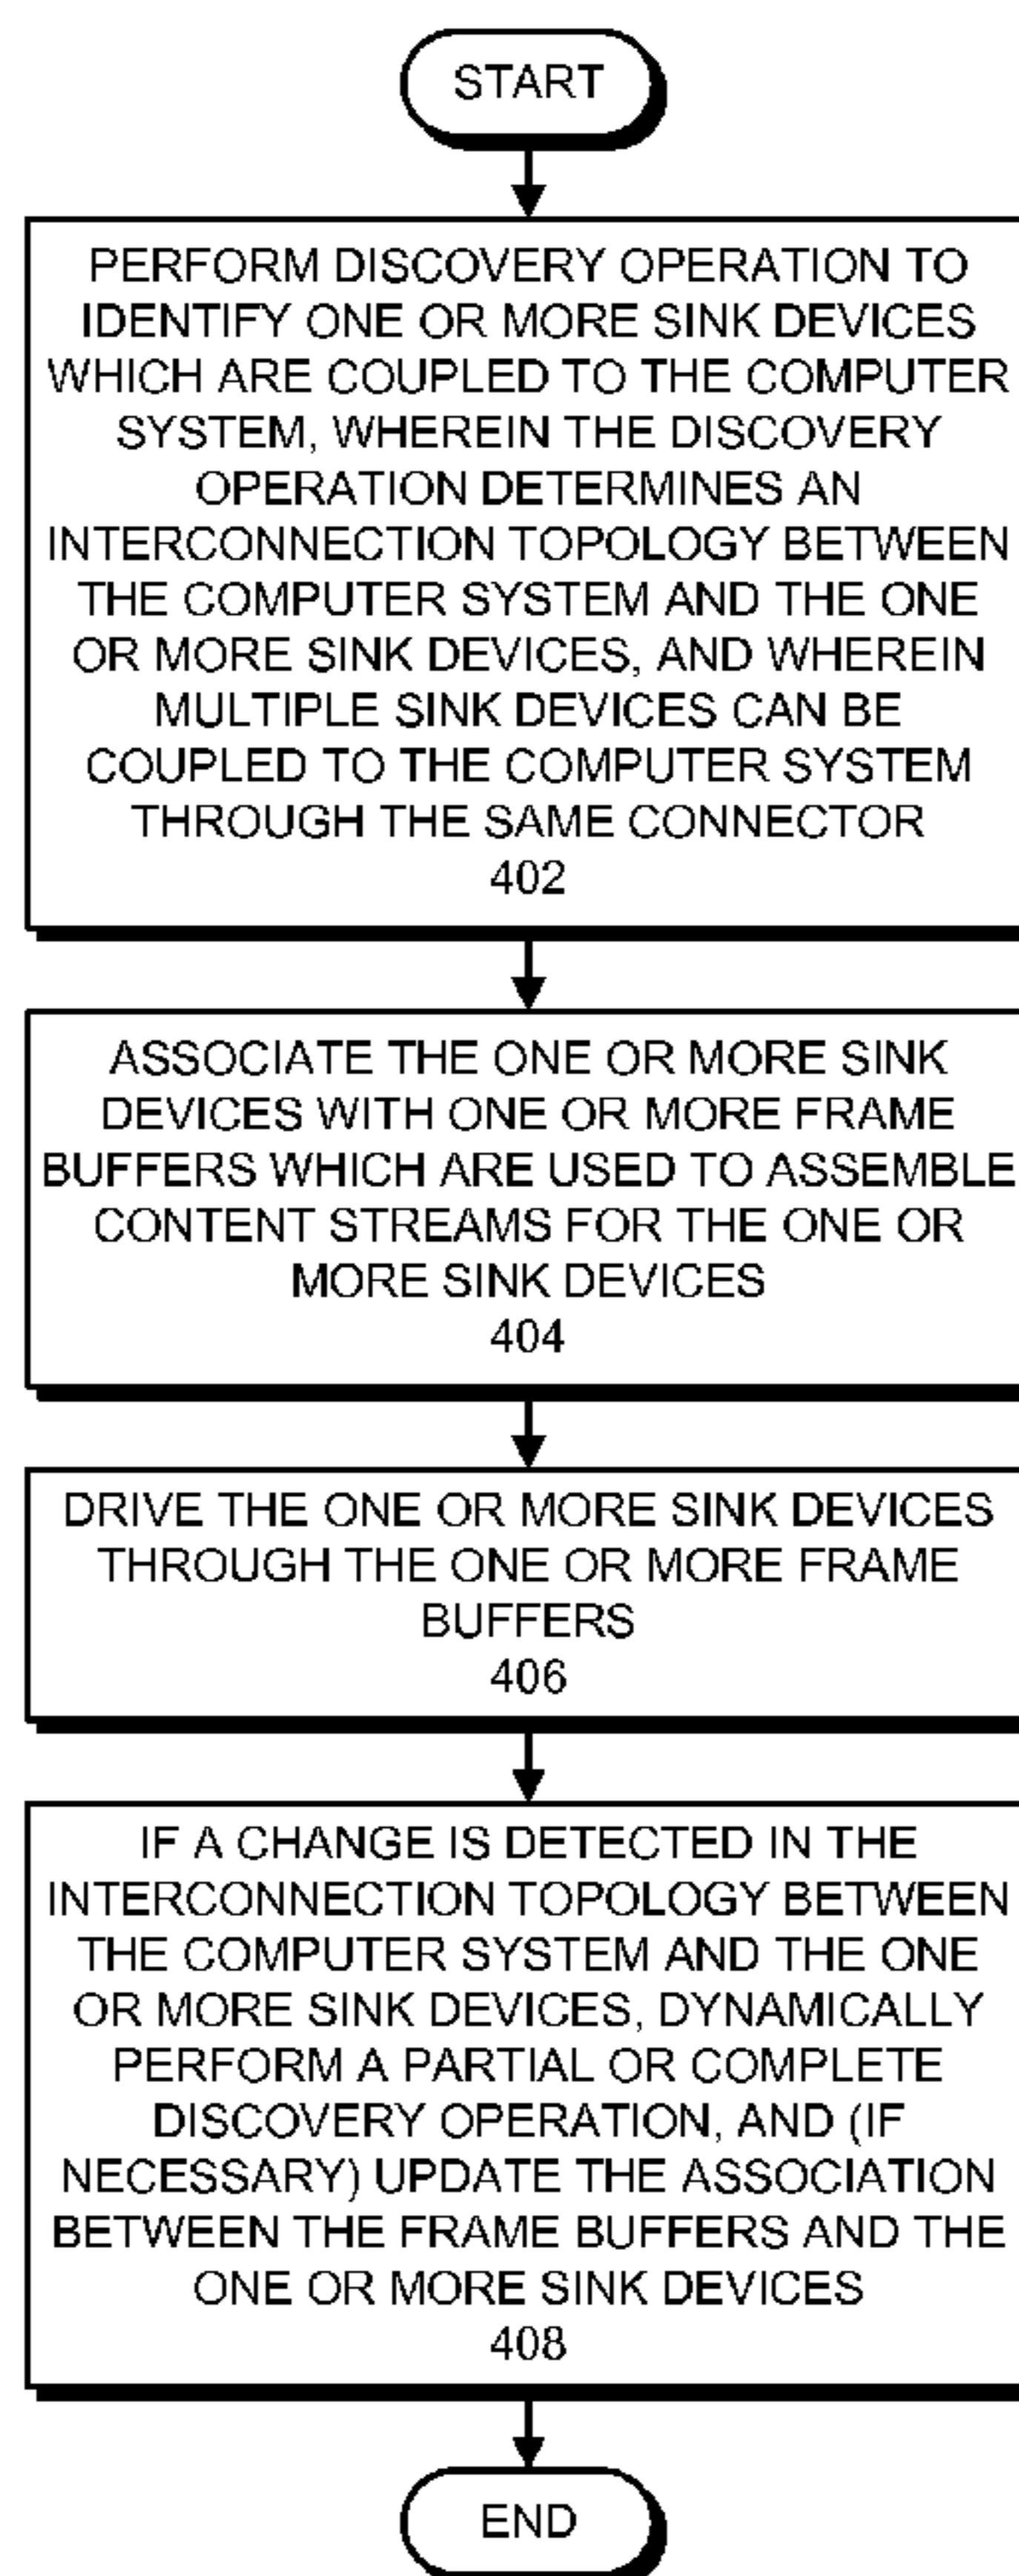 START
PERFORM DISCOVERY OPERATION TO
IDENTIFY ONE OR MORE SINK DEVICES
WHICH ARE COUPLED TO THE COMPUTER
SYSTEM, WHEREIN THE DISCOVERY
OPERATION DETERMINES AN
INTERCONNECTION TOPOLOGY BETWEEN
THE COMPUTER SYSTEM AND THE ONE
OR MORE SINK DEVICES, AND WHEREIN
MULTIPLE SINK DEVICES CAN BE
COUPLED TO THE COMPUTER SYSTEM
THROUGH THE SAME CONNECTOR
402
ASSOCIATE THE ONE OR MORE SINK
DEVICES WITH ONE OR MORE FRAME
BUFFERS WHICH ARE USED TO ASSEMBLE
CONTENT STREAMS FOR THE ONE OR
MORE SINK DEVICES
404
DRIVE THE ONE OR MORE SINK DEVICES
THROUGH THE ONE OR MORE FRAME
BUFFERS
406
IF A CHANGE IS DETECTED IN THE
INTERCONNECTION TOPOLOGY BETWEEN
THE COMPUTER SYSTEM AND THE ONE
OR MORE SINK DEVICES, DYNAMICALLY
PERFORM A PARTIAL OR COMPLETE
DISCOVERY OPERATION, AND (IF
NECESSARY) UPDATE THE ASSOCIATION
BETWEEN THE FRAME BUFFERS AND THE
ONE OR MORE SINK DEVICES
408
END